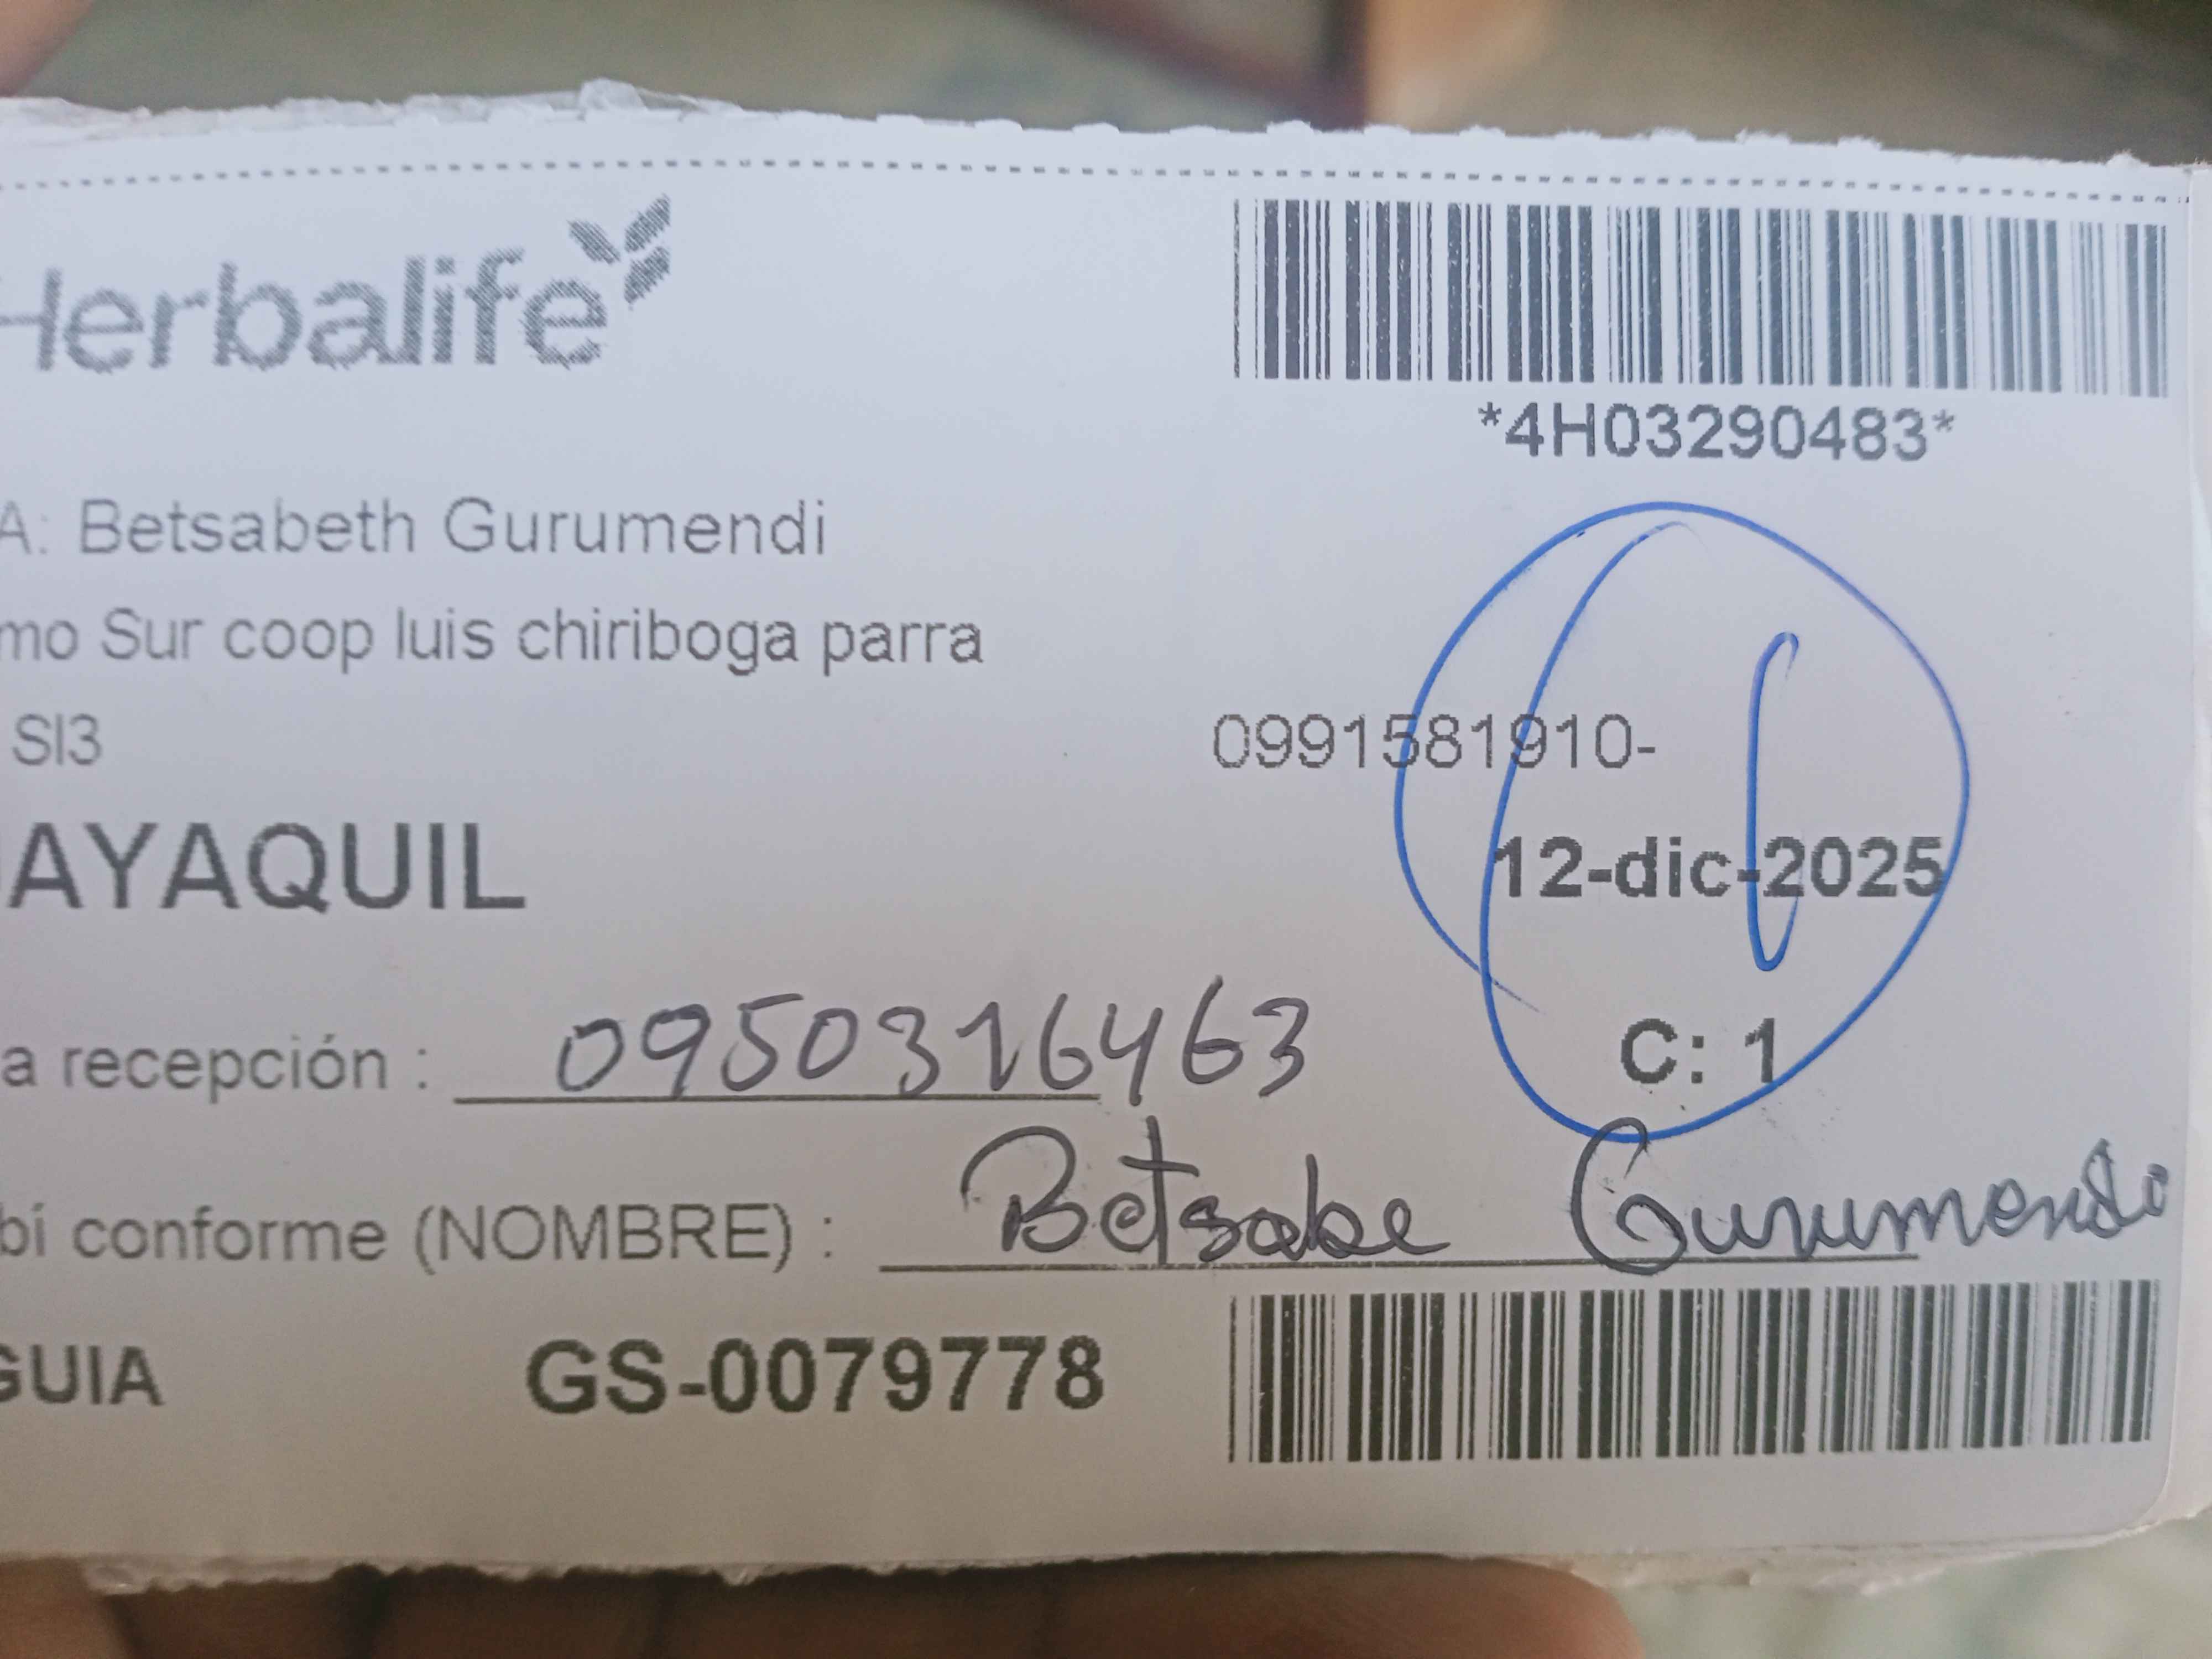 Herbalife
*4H03290483*
A: Betsabeth Gurumendi
mo Sur coop luis chiriboga parra
SI3
0991581910-
AYAQUIL
12-dic-2025
a recepción : 0950316463
C: 1
bí conforme (NOMBRE) : Betsabe Gurumendi
GUIA GS-0079778